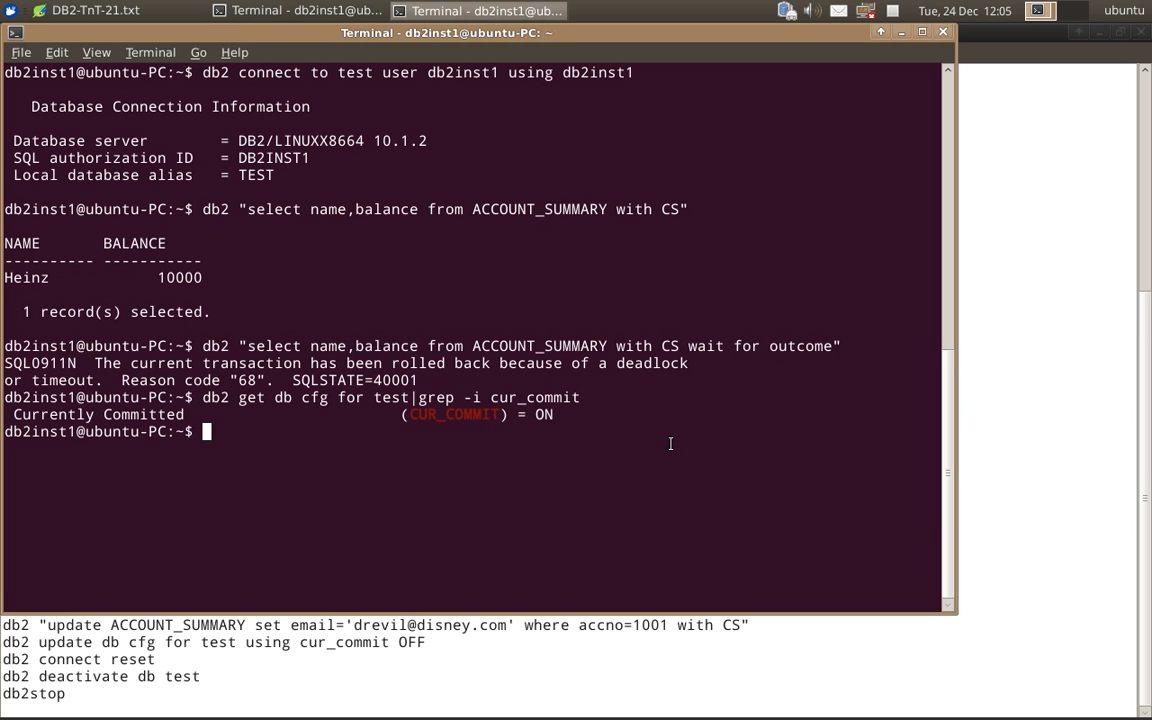 DB2-TnT-21.txt
Terminal - db2inst1@ub...
Terminal - db2inst1@ub...
Tue, 24 Dec 12:05
ubuntu
Terminal - db2inst1@ubuntu-PC: ~
File Edit View Terminal Go Help
db2inst1@ubuntu-PC:~$ db2 connect to test user db2inst1 using db2inst1
Database Connection Information
Database server = DB2/LINUXX8664 10.1.2
SQL authorization ID = DB2INST1
Local database alias = TEST
db2inst1@ubuntu-PC:~$ db2 "select name,balance from ACCOUNT_SUMMARY with CS"
NAME BALANCE
---------- -----------
Heinz 10000
1 record(s) selected.
db2inst1@ubuntu-PC:~$ db2 "select name,balance from ACCOUNT_SUMMARY with CS wait for outcome"
SQL0911N The current transaction has been rolled back because of a deadlock
or timeout. Reason code "68". SQLSTATE=40001
db2inst1@ubuntu-PC:~$ db2 get db cfg for test|grep -i cur_commit
Currently Committed (CUR_COMMIT) = ON
db2inst1@ubuntu-PC:~$
db2 "update ACCOUNT_SUMMARY set email='drevil@disney.com' where accno=1001 with CS"
db2 update db cfg for test using cur_commit OFF
db2 connect reset
db2 deactivate db test
db2stop